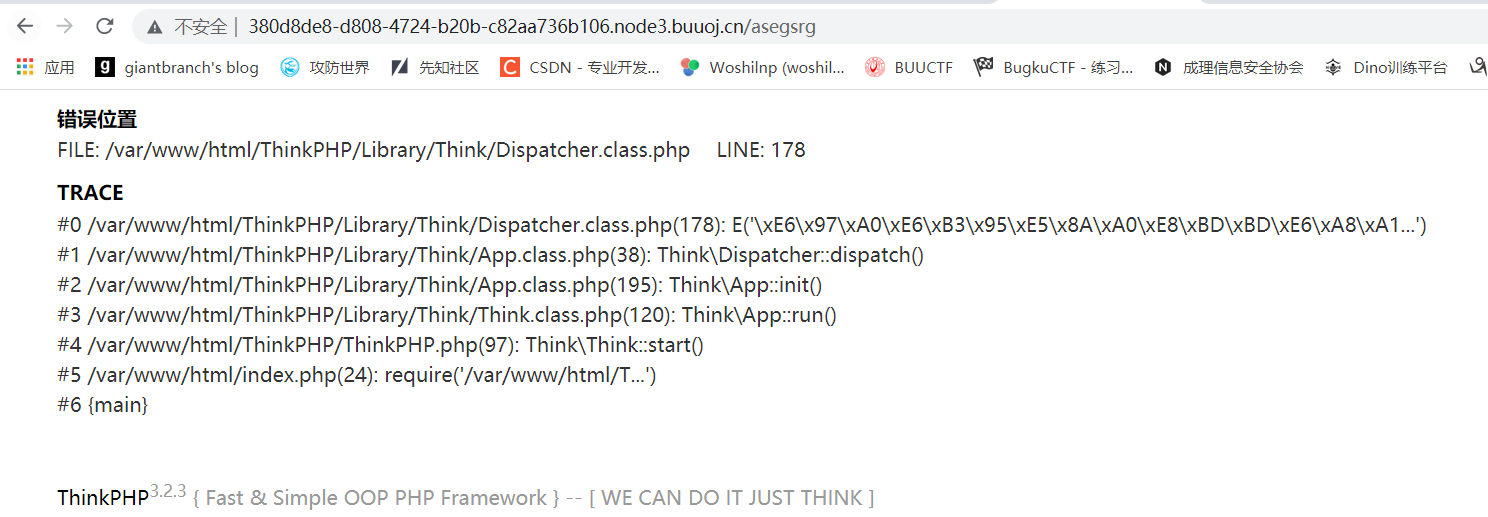 不安全 | 380d8de8-d808-4724-b20b-c82aa736b106.node3.buuoj.cn/asegsrg
应用 giantbranch's blog 攻防世界 先知社区 CSDN - 专业开发... Woshilnp (woshil... BUUCTF BugkuCTF - 练习... 成理信息安全协会 Dino训练平台
错误位置
FILE: /var/www/html/ThinkPHP/Library/Think/Dispatcher.class.php LINE: 178
TRACE
#0 /var/www/html/ThinkPHP/Library/Think/Dispatcher.class.php(178): E('\xE6\x97\xA0\xE6\xB3\x95\xE5\x8A\xA0\xE8\xBD\xBD\xE6\xA8\xA1...')
#1 /var/www/html/ThinkPHP/Library/Think/App.class.php(38): Think\Dispatcher::dispatch()
#2 /var/www/html/ThinkPHP/Library/Think/App.class.php(195): Think\App::init()
#3 /var/www/html/ThinkPHP/Library/Think/Think.class.php(120): Think\App::run()
#4 /var/www/html/ThinkPHP/ThinkPHP.php(97): Think\Think::start()
#5 /var/www/html/index.php(24): require('/var/www/html/T...')
#6 {main}
ThinkPHP3.2.3 { Fast & Simple OOP PHP Framework } -- [ WE CAN DO IT JUST THINK ]